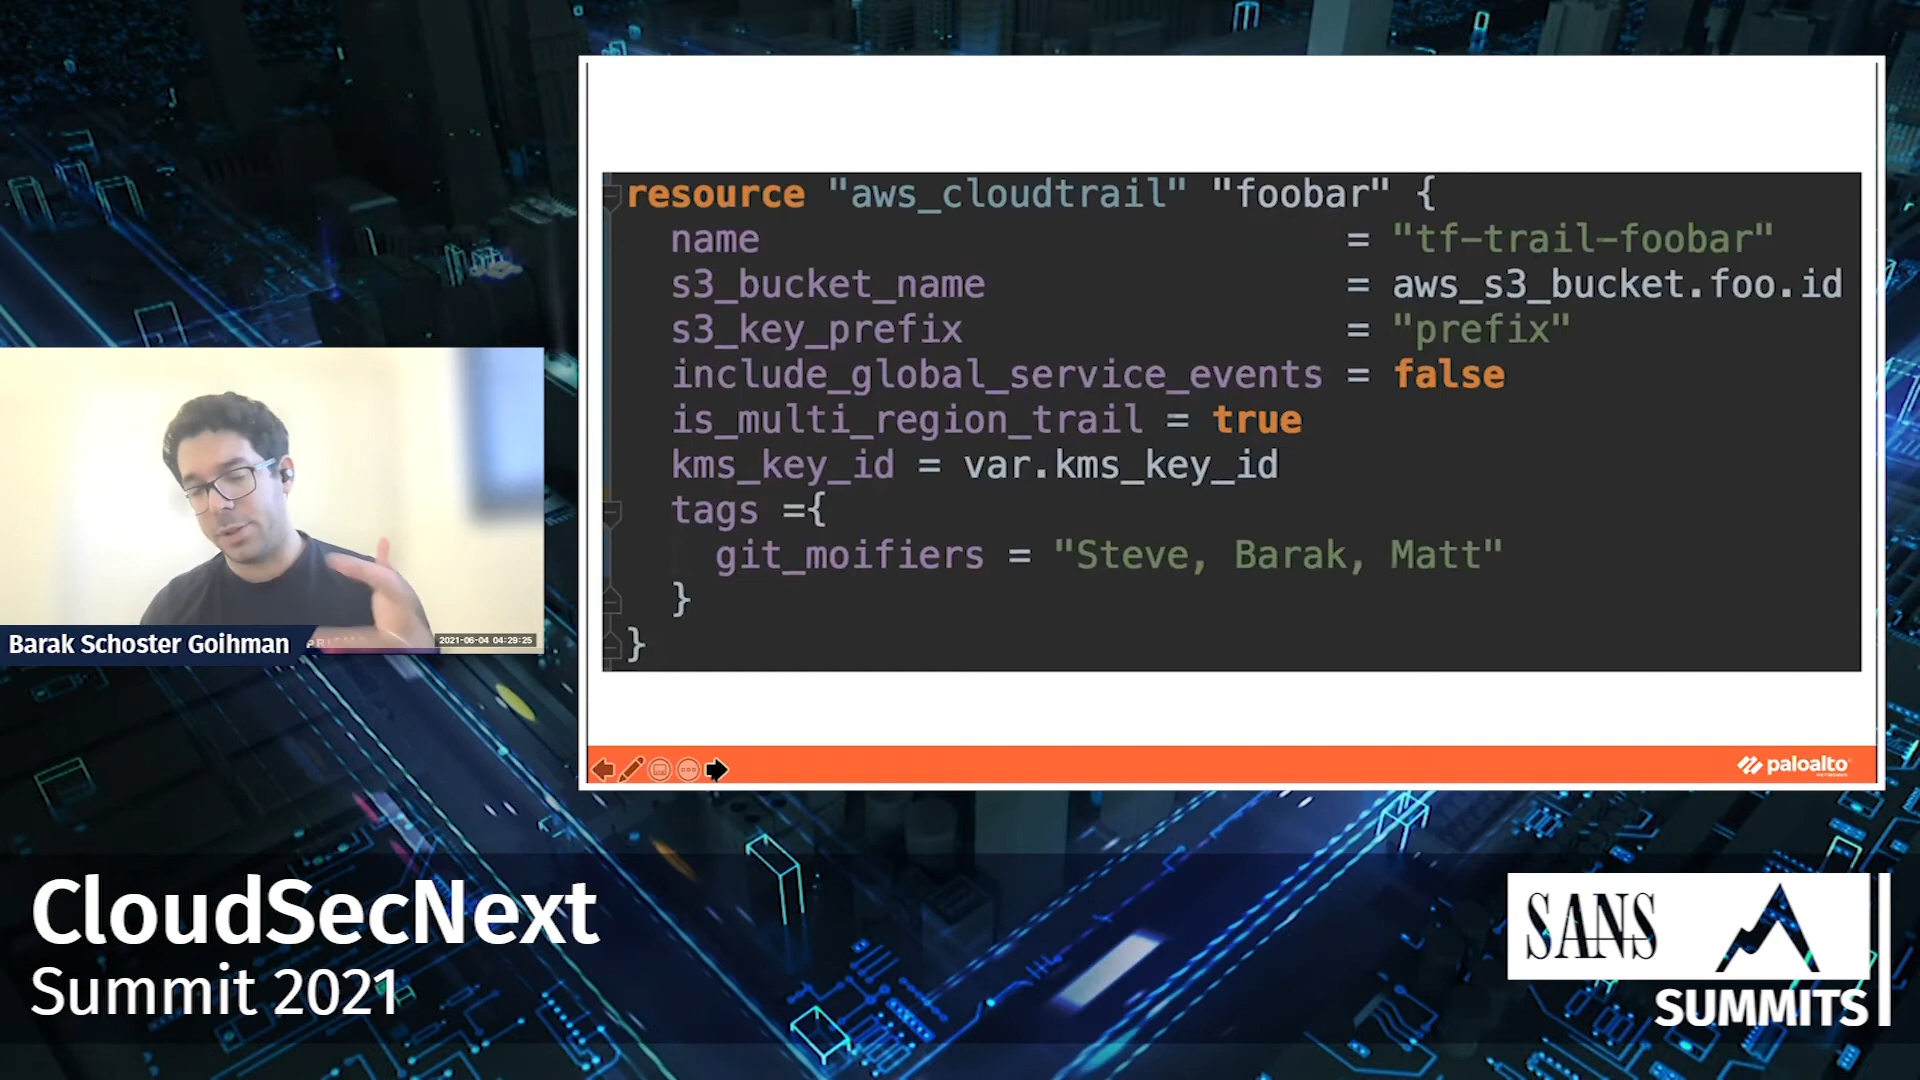 resource "aws_cloudtrail" "foobar" {
name = "tf-trail-foobar"
s3_bucket_name = aws_s3_bucket.foo.id
s3_key_prefix = "prefix"
include_global_service_events = false
is_multi_region_trail = true
kms_key_id = var.kms_key_id
tags ={
git_moifiers = "Steve, Barak, Matt"
}
}
paloalto
NETWORKS
Barak Schoster Goihman
2021-06-04 04:29:25
CloudSecNext
Summit 2021
SANS
SUMMITS